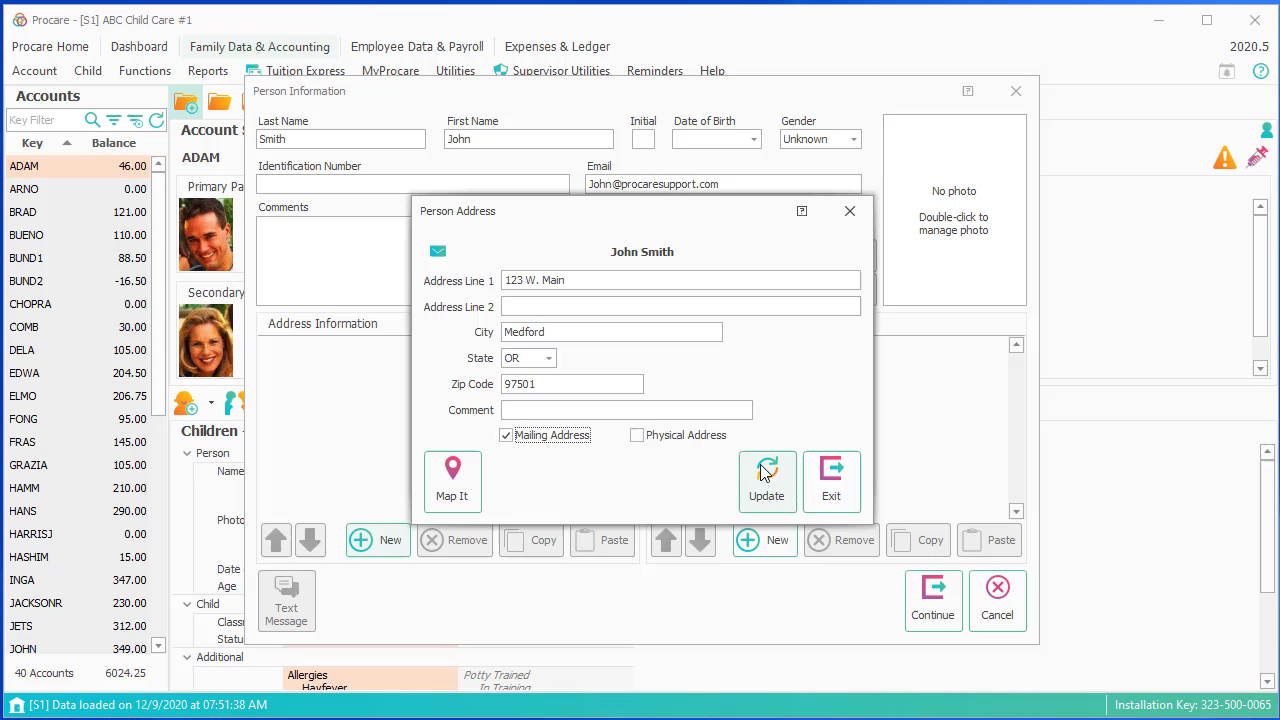 Procare - [S1] ABC Child Care #1
Procare Home Dashboard Family Data & Accounting Employee Data & Payroll Expenses & Ledger 2020.5
Account Child Functions Reports Tuition Express MyProcare Utilities Supervisor Utilities Reminders Help
Accounts
Key Filter
Key Balance
ADAM 46.00
ARNO 0.00
BRAD 121.00
BUENO 110.00
BUND1 88.50
BUND2 -16.50
CHOPRA 0.00
COMB 30.00
DELA 105.00
EDWA 204.50
ELMO 206.75
FONG 95.00
FRAS 145.00
GRAZIA 105.00
HAMM 210.00
HANS 290.00
HARRISJ 0.00
HASHIM 15.00
INGA 347.00
JACKSONR 230.00
JETS 312.00
JOHN 349.00
40 Accounts 6024.25
Account S
ADAM
Primary Pa
Secondary
Children -
Person
Name
Photo
Date
Age
Child
Class
Statu
Additional
Allergies
Hayfever
Potty Trained
In Training
Person Information
Last Name First Name Initial Date of Birth Gender
Smith John Unknown
Identification Number Email
John@procaresupport.com
Comments
No photo
Double-click to
manage photo
Address Information
New Remove Copy Paste New Remove Copy Paste
Text
Message
Continue Cancel
Person Address
John Smith
Address Line 1 123 W. Main
Address Line 2
City Medford
State OR
Zip Code 97501
Comment
Mailing Address Physical Address
Map It Update Exit
[S1] Data loaded on 12/9/2020 at 07:51:38 AM Installation Key: 323-500-0065